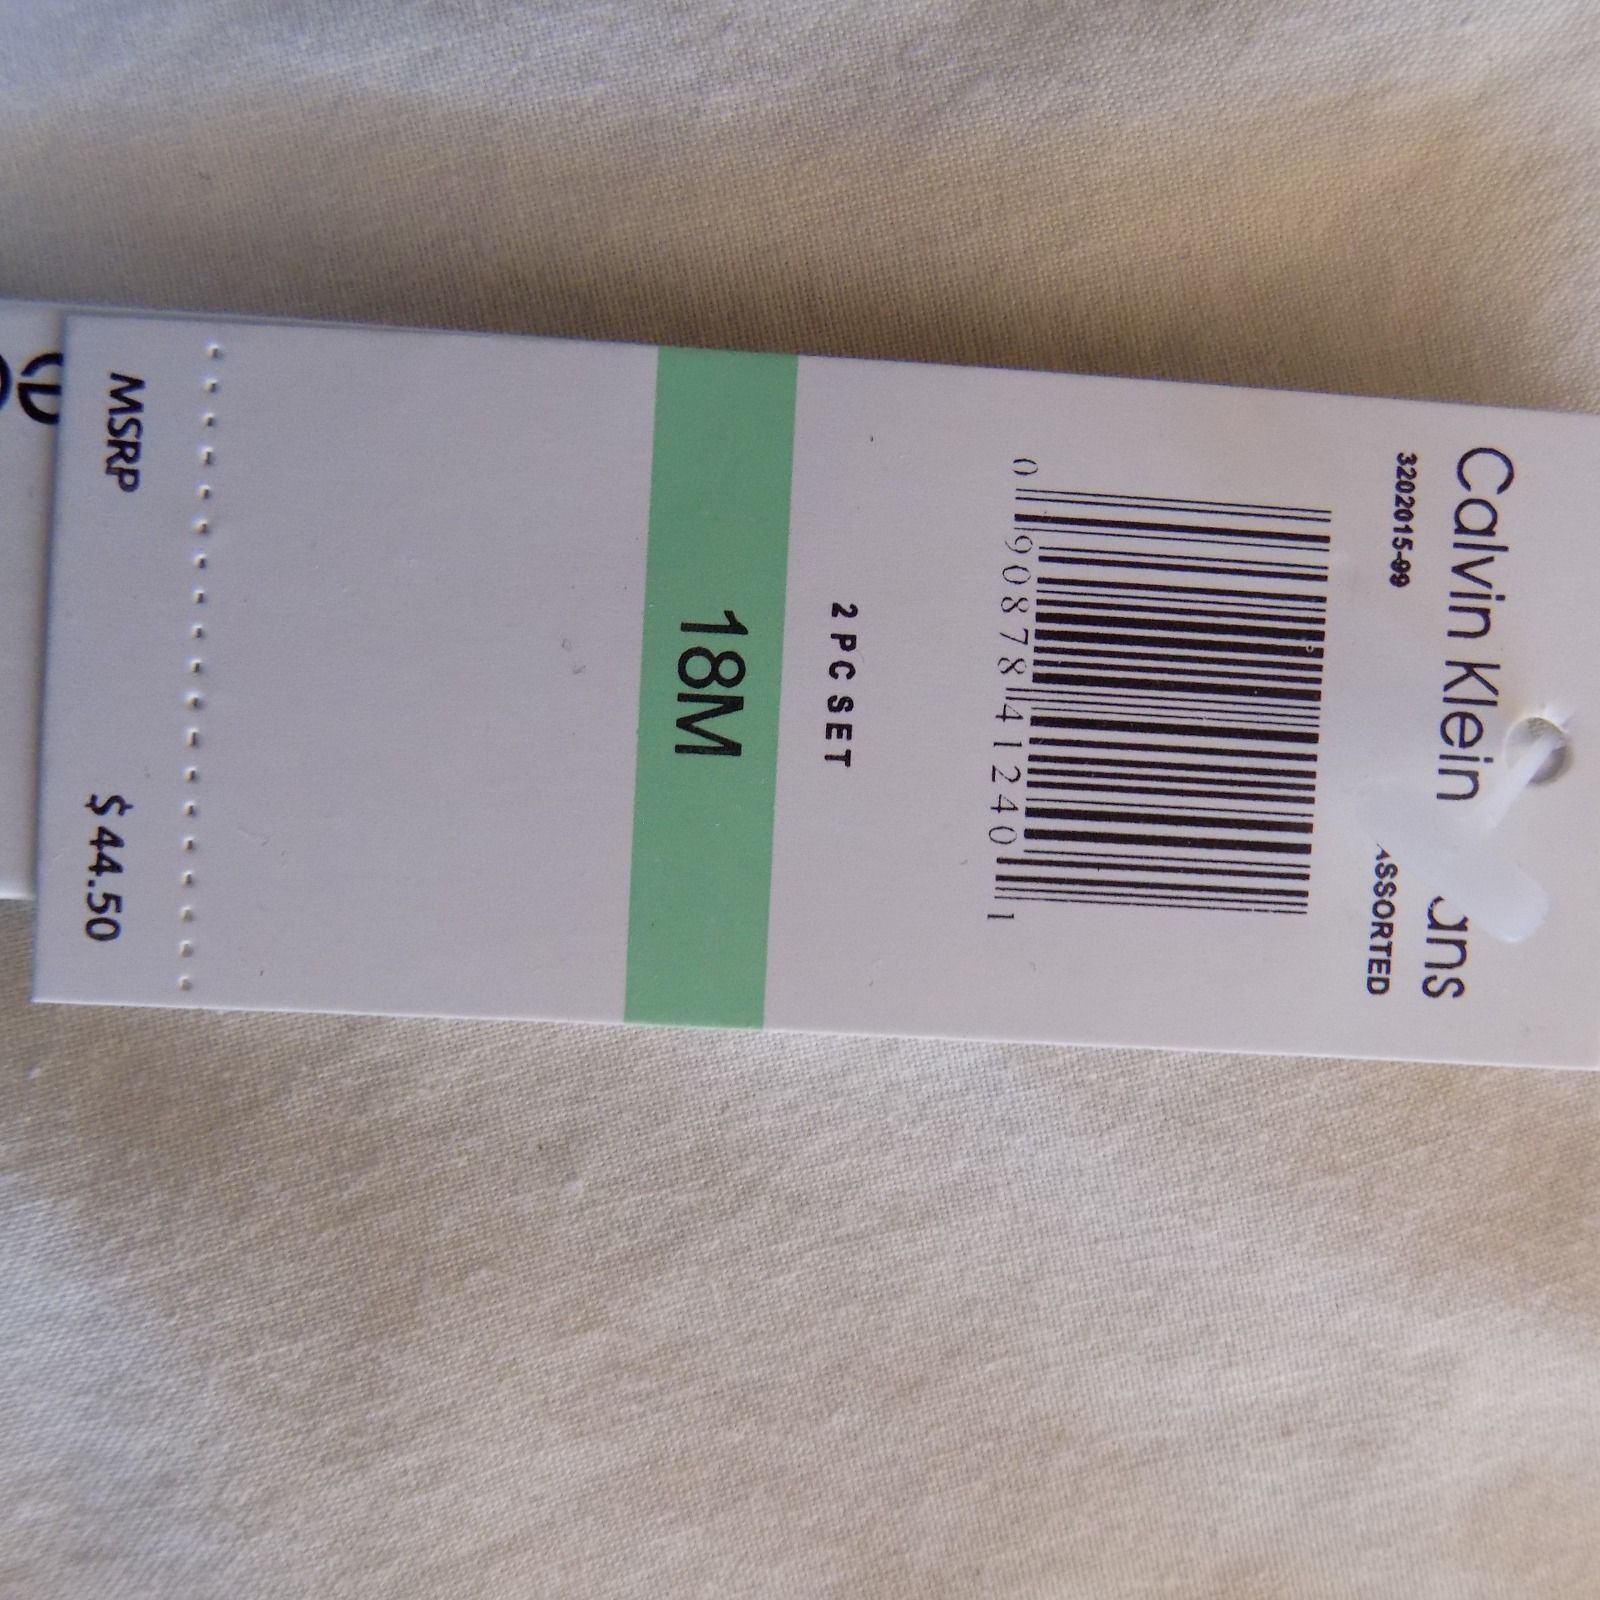 Calvin Klein
3202015-99 ASSORTED
0 90878 41240 1
2 PC SET
18M
MSRP $44.50